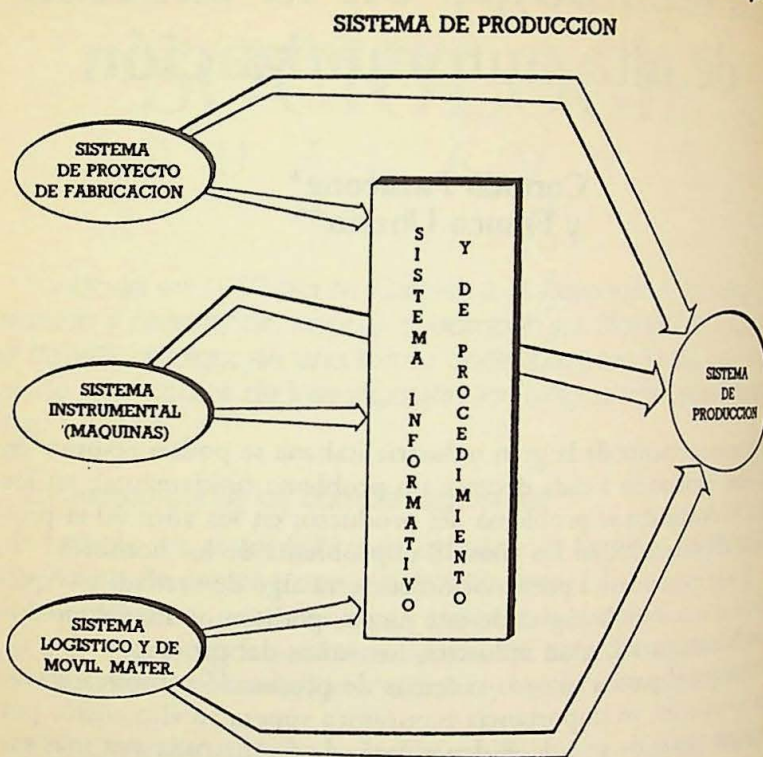 SISTEMA DE PRODUCCION
SISTEMA
DE PROYECTO
DE FABRICACION
SISTEMA
INSTRUMENTAL
(MAQUINAS)
SISTEMA
LOGISTICO Y DE
MOVIL MATER.
SISTEMA INFORMATIVO
Y DE PROCEDIMIENTO
SISTEMA
DE
PRODUCCION